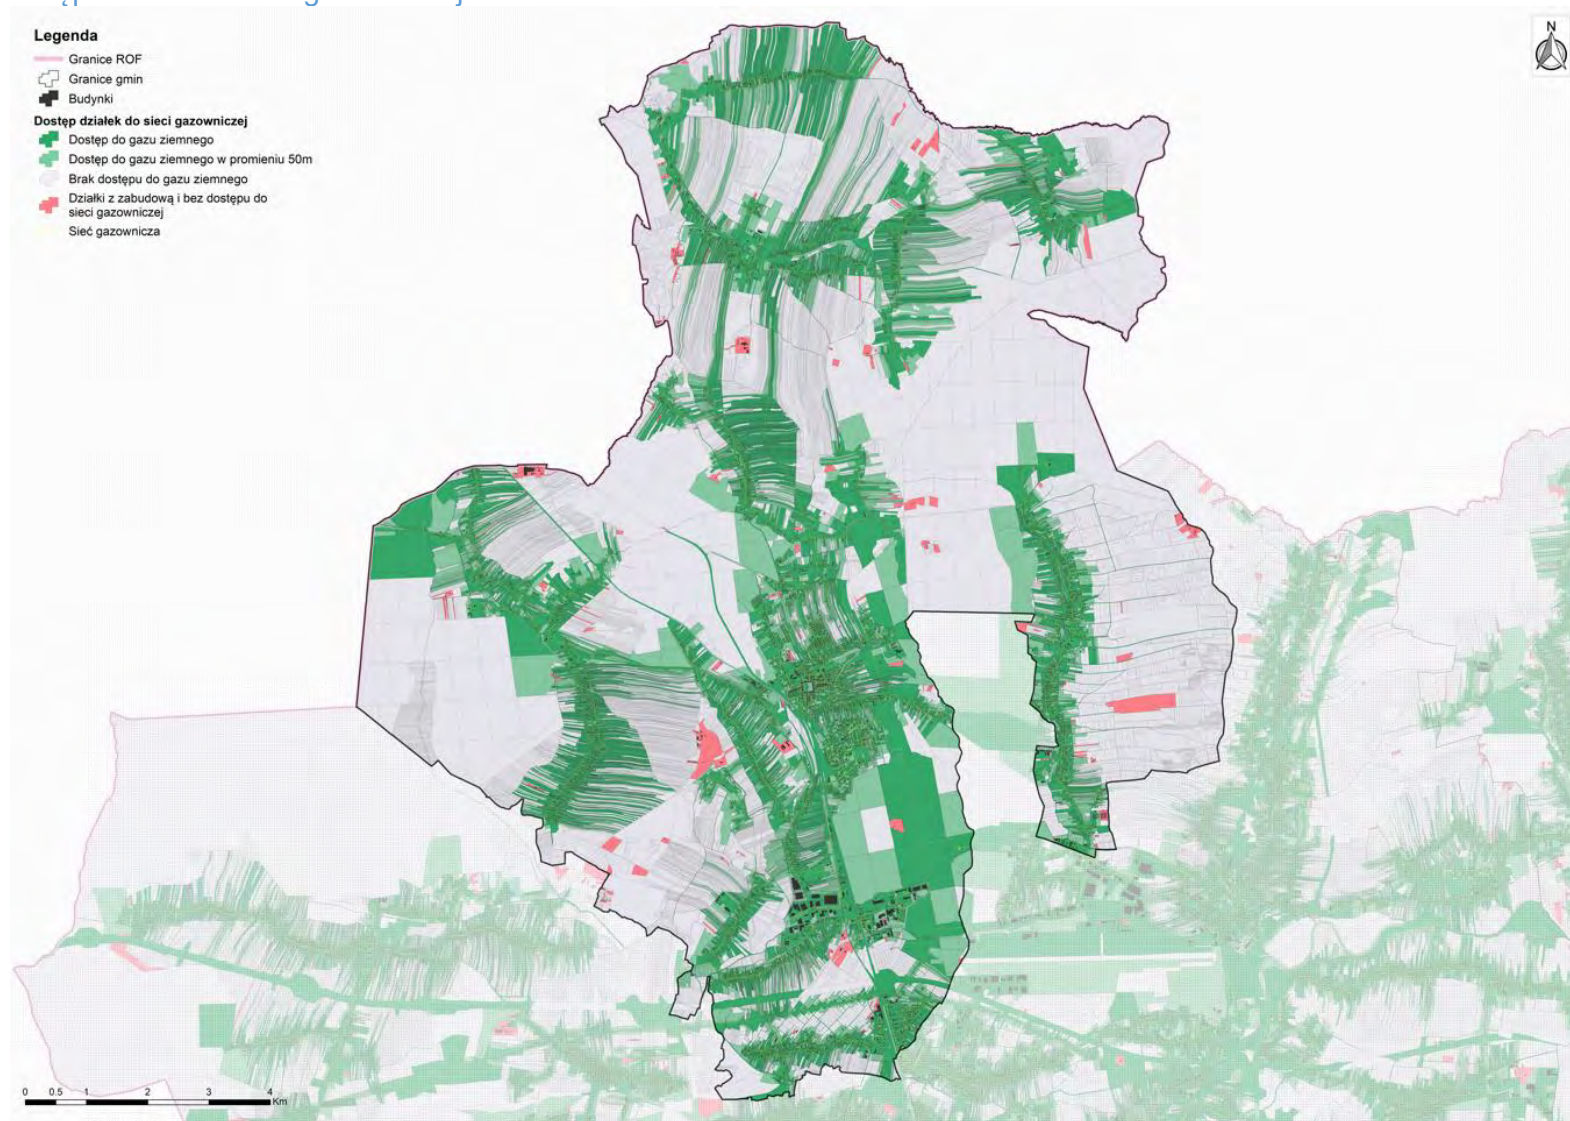 Legenda
Granice ROF
Granice gmin
Budynki
Dostęp działek do sieci gazowniczej
Dostęp do gazu ziemnego
Dostęp do gazu ziemnego w promieniu 50m
Brak dostępu do gazu ziemnego
Działki z zabudową i bez dostępu do
sieci gazowniczej
Sieć gazownicza
N
0 0.5 1 2 3 4
Km